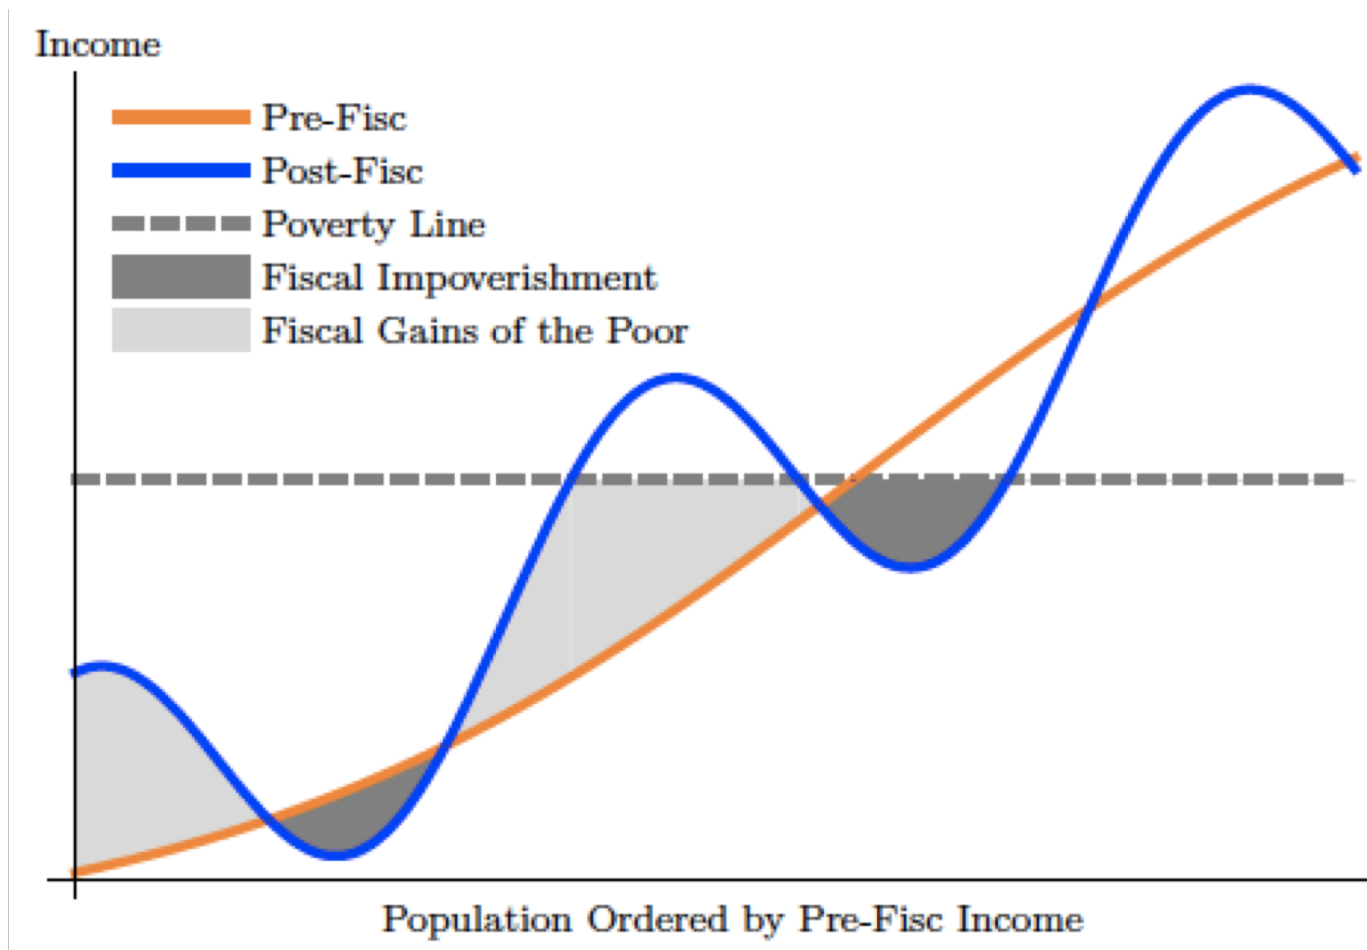 Income
Pre-Fisc
Post-Fisc
Poverty Line
Fiscal Impoverishment
Fiscal Gains of the Poor
Population Ordered by Pre-Fisc Income